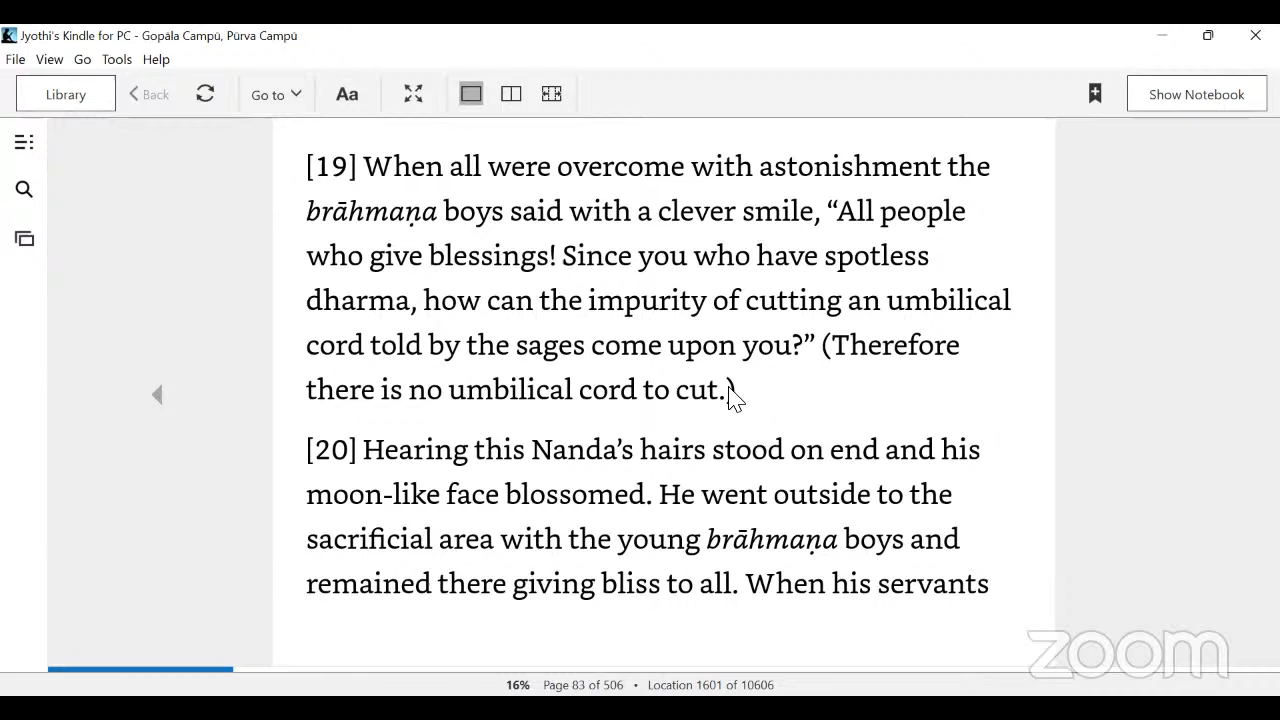 Jyothi's Kindle for PC - Gopāla Campū, Pūrva Campū
File View Go Tools Help
Library Back Go to Aa Show Notebook
[19] When all were overcome with astonishment the
brāhmaṇa boys said with a clever smile, “All people
who give blessings! Since you who have spotless
dharma, how can the impurity of cutting an umbilical
cord told by the sages come upon you?” (Therefore
there is no umbilical cord to cut.)
[20] Hearing this Nanda’s hairs stood on end and his
moon-like face blossomed. He went outside to the
sacrificial area with the young brāhmaṇa boys and
remained there giving bliss to all. When his servants
zoom
16% Page 83 of 506 • Location 1601 of 10606